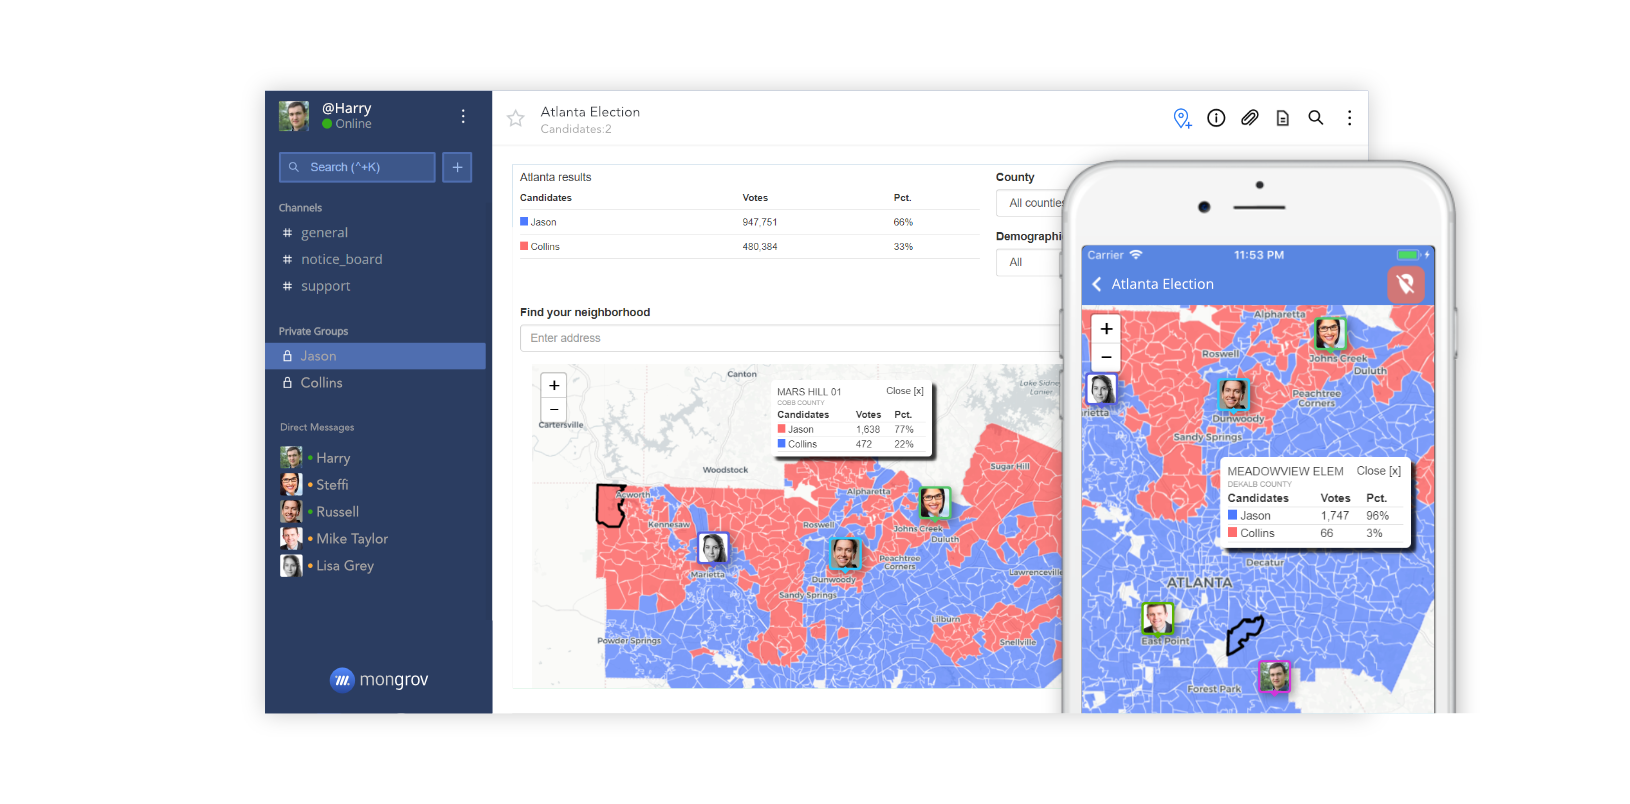 @Harry
Online
Search (^+K)
+
Channels
# general
# notice_board
# support
Private Groups
Jason
Collins
Direct Messages
Harry
Steffi
Russell
Mike Taylor
Lisa Grey
m.
mongrov
Atlanta Election
Candidates:2
Atlanta results
Candidates Votes Pct.
Jason 947,751 66%
Collins 480,384 33%
County
All counties
Demographi
All
Find your neighborhood
Enter address
+
−
Canton
Cartersville
Woodstock
Lake Sidney
Lanier
MARS HILL 01 Close [x]
COBB COUNTY
Candidates Votes Pct.
Jason 1,638 77%
Collins 472 22%
Sugar Hill
Acworth
Alpharetta
Kennesaw
Roswell
Johns Creek
Duluth
Peachtree
Corners
Marietta
Dunwoody
Lawrenceville
Sandy Springs
Lilburn
Powder Springs
Snellville
Carrier 11:53 PM
Atlanta Election
+
−
Alpharetta
Roswell
Johns Creek
Duluth
Peachtree
Corners
rietta
Dunwoody
Sandy Springs
MEADOWVIEW ELEM Close [x]
DEKALB COUNTY
Candidates Votes Pct.
Jason 1,747 96%
Collins 66 3%
Decatur
ATLANTA
East Point
Forest Park